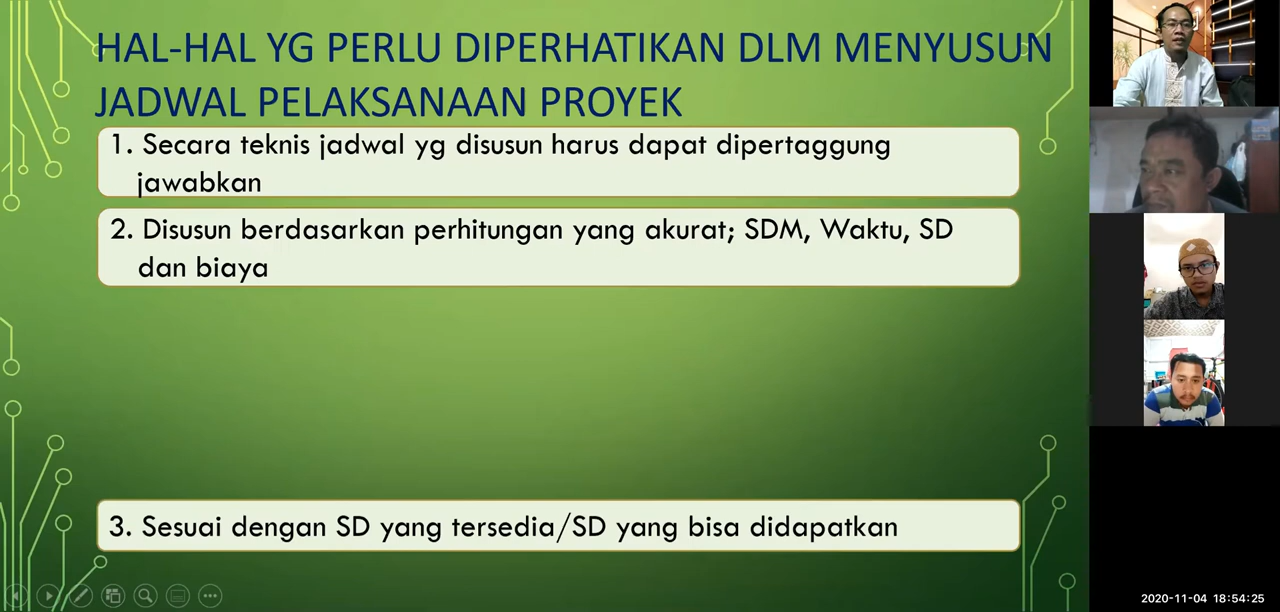 HAL-HAL YG PERLU DIPERHATIKAN DLM MENYUSUN
JADWAL PELAKSANAAN PROYEK
1. Secara teknis jadwal yg disusun harus dapat dipertaggung
jawabkan
2. Disusun berdasarkan perhitungan yang akurat; SDM, Waktu, SD
dan biaya
3. Sesuai dengan SD yang tersedia/SD yang bisa didapatkan
2020-11-04 18:54:25